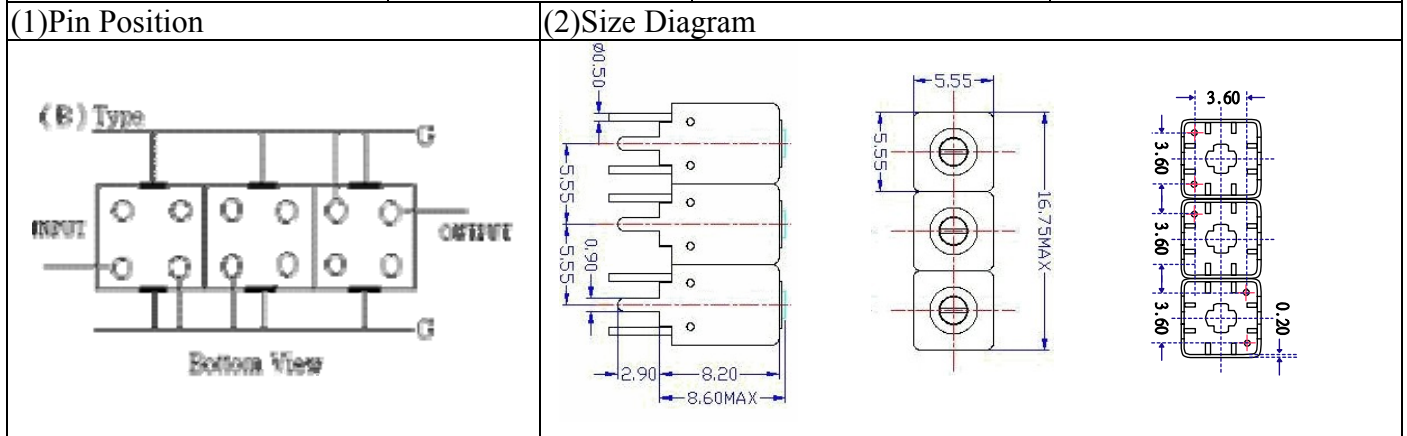 (1)Pin Position
(2)Size Diagram
(B) Type
G
INPUT
OUTPUT
G
Bottom View
ø0.50
5.55
5.55
0.90
2.90
8.20
8.60MAX
5.55
5.55
16.75MAX
3.60
3.60
3.60
3.60
0.20